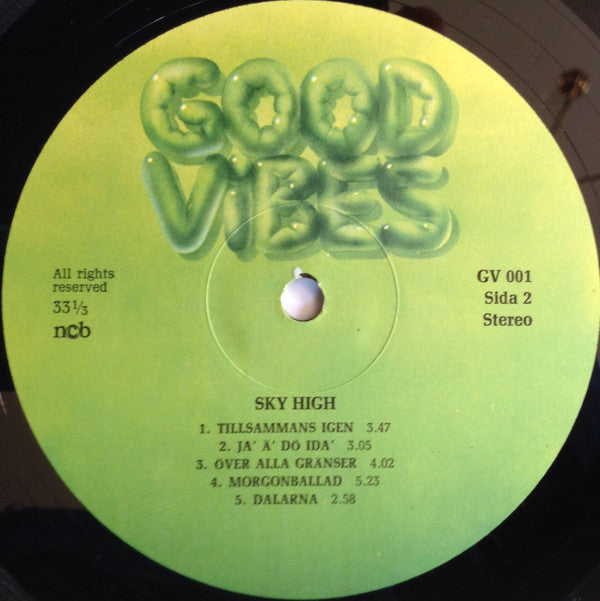 GOOD
ViBES
All rights
reserved
33 1/3
ncb
GV 001
Sida 2
Stereo
SKY HIGH
1. TILLSAMMANS IGEN 3.47
2. JA' Ä' DÖ IDA' 3.05
3. ÖVER ALLA GRÄNSER 4.02
4. MORGONBALLAD 5.23
5. DALARNA 2.58